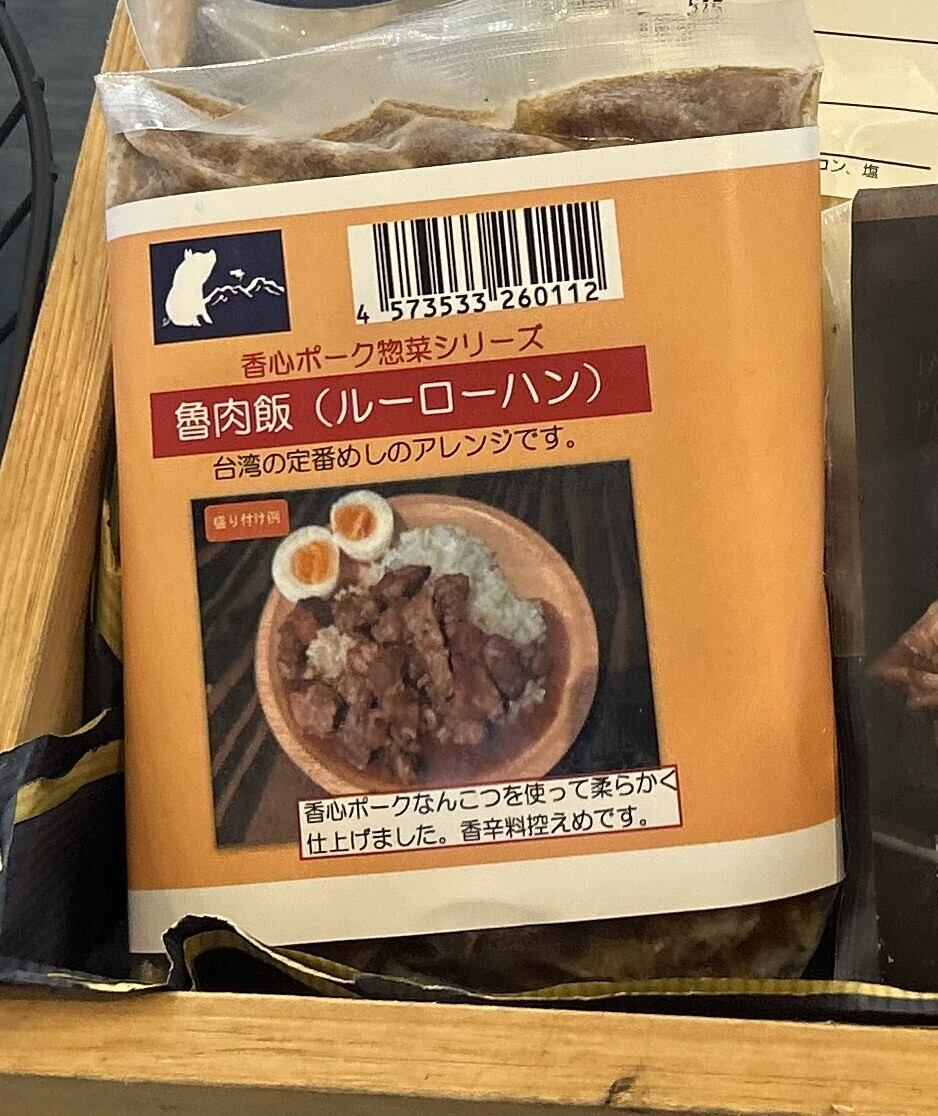 コン、塩
4 573533 260112
香心ポーク惣菜シリーズ
魯肉飯（ルーローハン）
台湾の定番めしのアレンジです。
盛り付け例
香心ポークなんこつを使って柔らかく
仕上げました。香辛料控えめです。